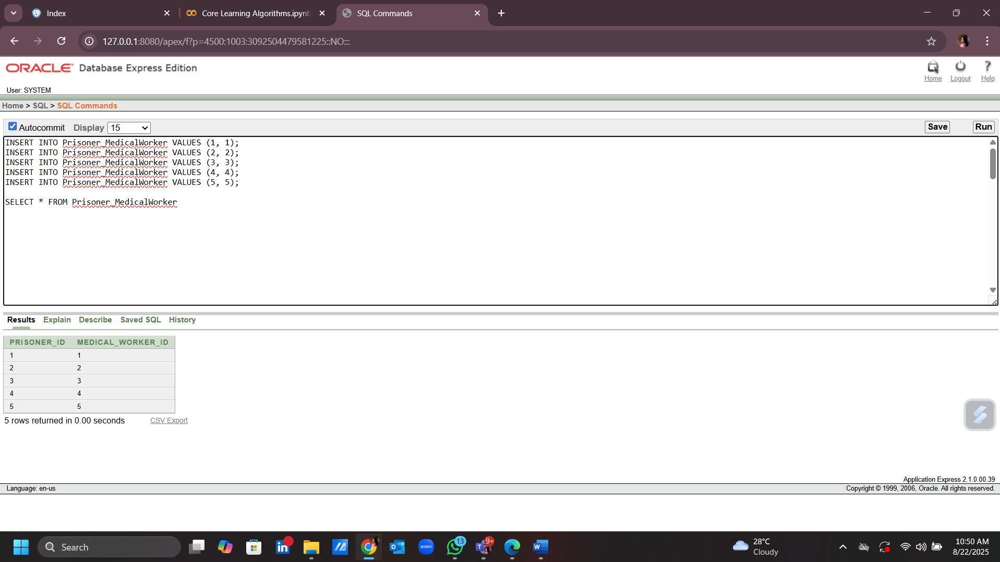 Index
Core Learning Algorithms.ipynb
SQL Commands
127.0.0.1:8080/apex/f?p=4500:1003:3092504479581225::NO:::
ORACLE Database Express Edition
Home
Logout
Help
User: SYSTEM
Home > SQL > SQL Commands
Autocommit Display 15
Save
Run
INSERT INTO Prisoner_MedicalWorker VALUES (1, 1);
INSERT INTO Prisoner_MedicalWorker VALUES (2, 2);
INSERT INTO Prisoner_MedicalWorker VALUES (3, 3);
INSERT INTO Prisoner_MedicalWorker VALUES (4, 4);
INSERT INTO Prisoner_MedicalWorker VALUES (5, 5);
SELECT * FROM Prisoner_MedicalWorker
Results Explain Describe Saved SQL History
PRISONER_ID MEDICAL_WORKER_ID
1 1
2 2
3 3
4 4
5 5
5 rows returned in 0.00 seconds CSV Export
Application Express 2.1.0.00.39
Language: en-us
Copyright © 1999, 2006, Oracle. All rights reserved.
Search
zoom
13
9+
28°C
Cloudy
10:50 AM
8/22/2025